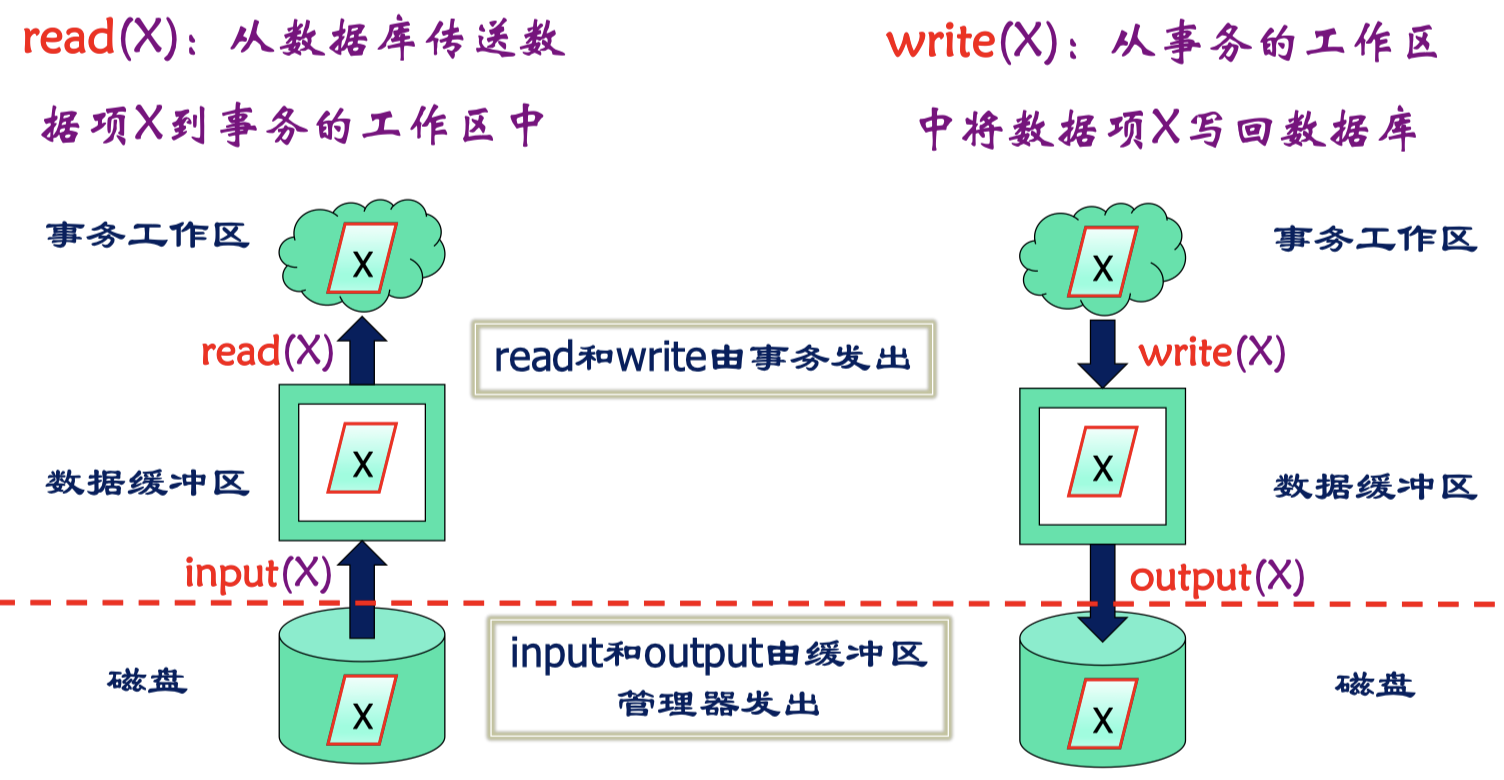 read(X)：从数据库传送数
据项X到事务的工作区中
write(X)：从事务的工作区
中将数据项X写回数据库
事务工作区
X
X
事务工作区
read(X)
read和write由事务发出
write(X)
数据缓冲区
X
X
数据缓冲区
input(X)
output(X)
磁盘
X
input和output由缓冲区
管理器发出
X
磁盘